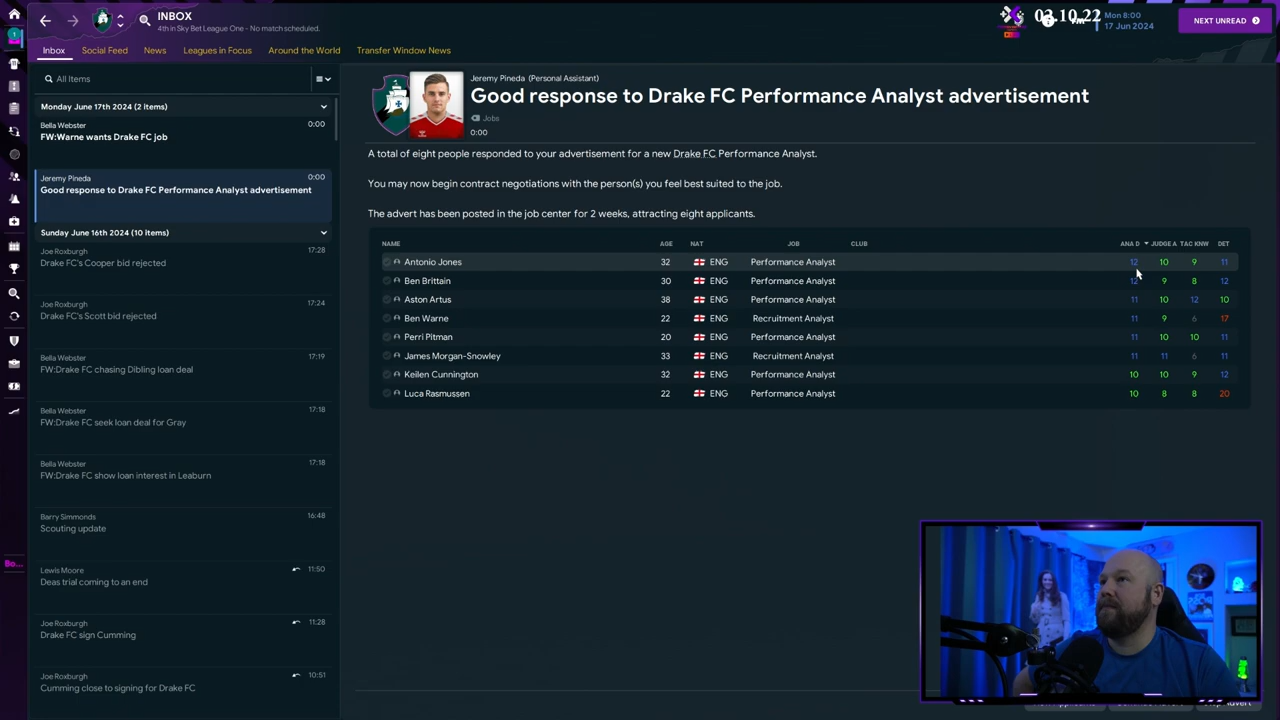 INBOX
4th in Sky Bet League One - No match scheduled.
03.10.22
Mon 8:00
17 Jun 2024
NEXT UNREAD
Inbox
Social Feed
News
Leagues in Focus
Around the World
Transfer Window News
All Items
Monday June 17th 2024 (2 items)
Bella Webster
0:00
FW:Warne wants Drake FC job
Jeremy Pineda
0:00
Good response to Drake FC Performance Analyst advertisement
Sunday June 16th 2024 (10 items)
Joe Roxburgh
17:28
Drake FC's Cooper bid rejected
Joe Roxburgh
17:24
Drake FC's Scott bid rejected
Bella Webster
17:19
FW:Drake FC chasing Dibling loan deal
Bella Webster
17:18
FW:Drake FC seek loan deal for Gray
Bella Webster
17:18
FW:Drake FC show loan interest in Leaburn
Barry Simmonds
16:48
Scouting update
Lewis Moore
11:50
Deas trial coming to an end
Joe Roxburgh
11:28
Drake FC sign Cumming
Joe Roxburgh
10:51
Cumming close to signing for Drake FC
Bo...
Jeremy Pineda (Personal Assistant)
Good response to Drake FC Performance Analyst advertisement
Jobs
0:00
A total of eight people responded to your advertisement for a new Drake FC Performance Analyst.
You may now begin contract negotiations with the person(s) you feel best suited to the job.
The advert has been posted in the job center for 2 weeks, attracting eight applicants.
NAME AGE NAT JOB CLUB ANA D JUDGE A TAC KNW DET
Antonio Jones 32 ENG Performance Analyst 12 10 9 11
Ben Brittain 30 ENG Performance Analyst 12 9 8 12
Aston Artus 38 ENG Performance Analyst 11 10 12 10
Ben Warne 22 ENG Recruitment Analyst 11 9 6 17
Perri Pitman 20 ENG Performance Analyst 11 10 10 11
James Morgan-Snowley 33 ENG Recruitment Analyst 11 11 6 11
Keilen Cunnington 32 ENG Performance Analyst 10 10 9 12
Luca Rasmussen 22 ENG Performance Analyst 10 8 8 20